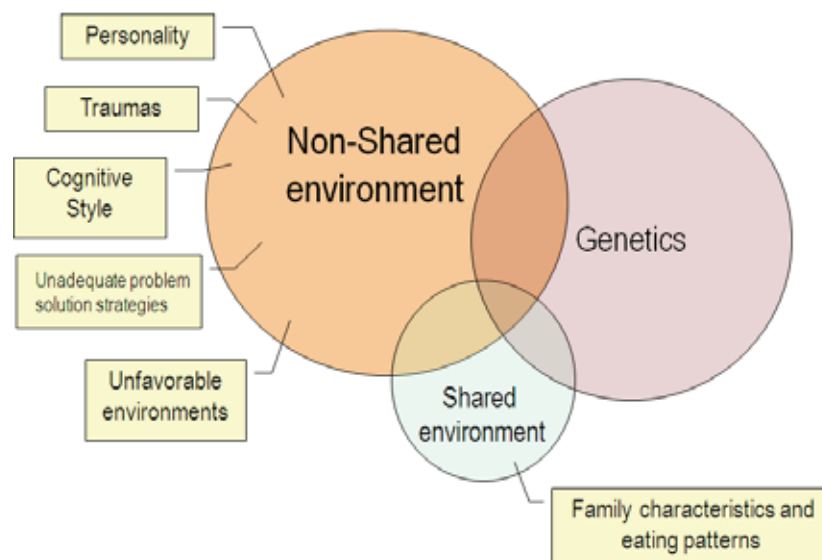 Personality
Traumas
Cognitive
Style
Unadequate problem
solution strategies
Unfavorable
environments
Non-Shared
environment
Genetics
Shared
environment
Family characteristics and
eating patterns